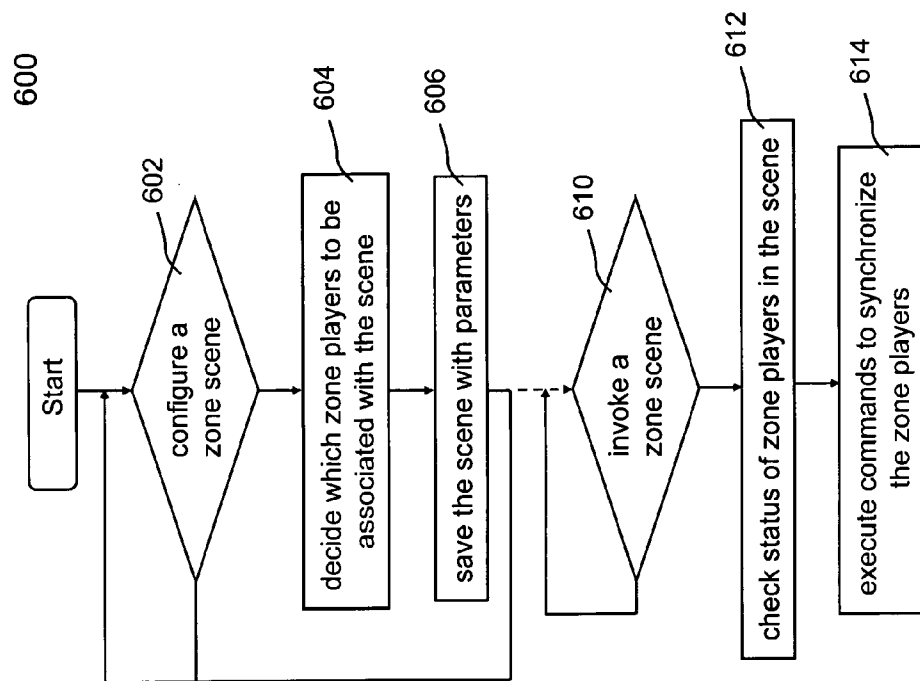 600
Start
602
configure a
zone scene
604
decide which zone players to be
associated with the scene
606
save the scene with parameters
610
invoke a
zone scene
612
check status of zone players in the scene
614
execute commands to synchronize
the zone players